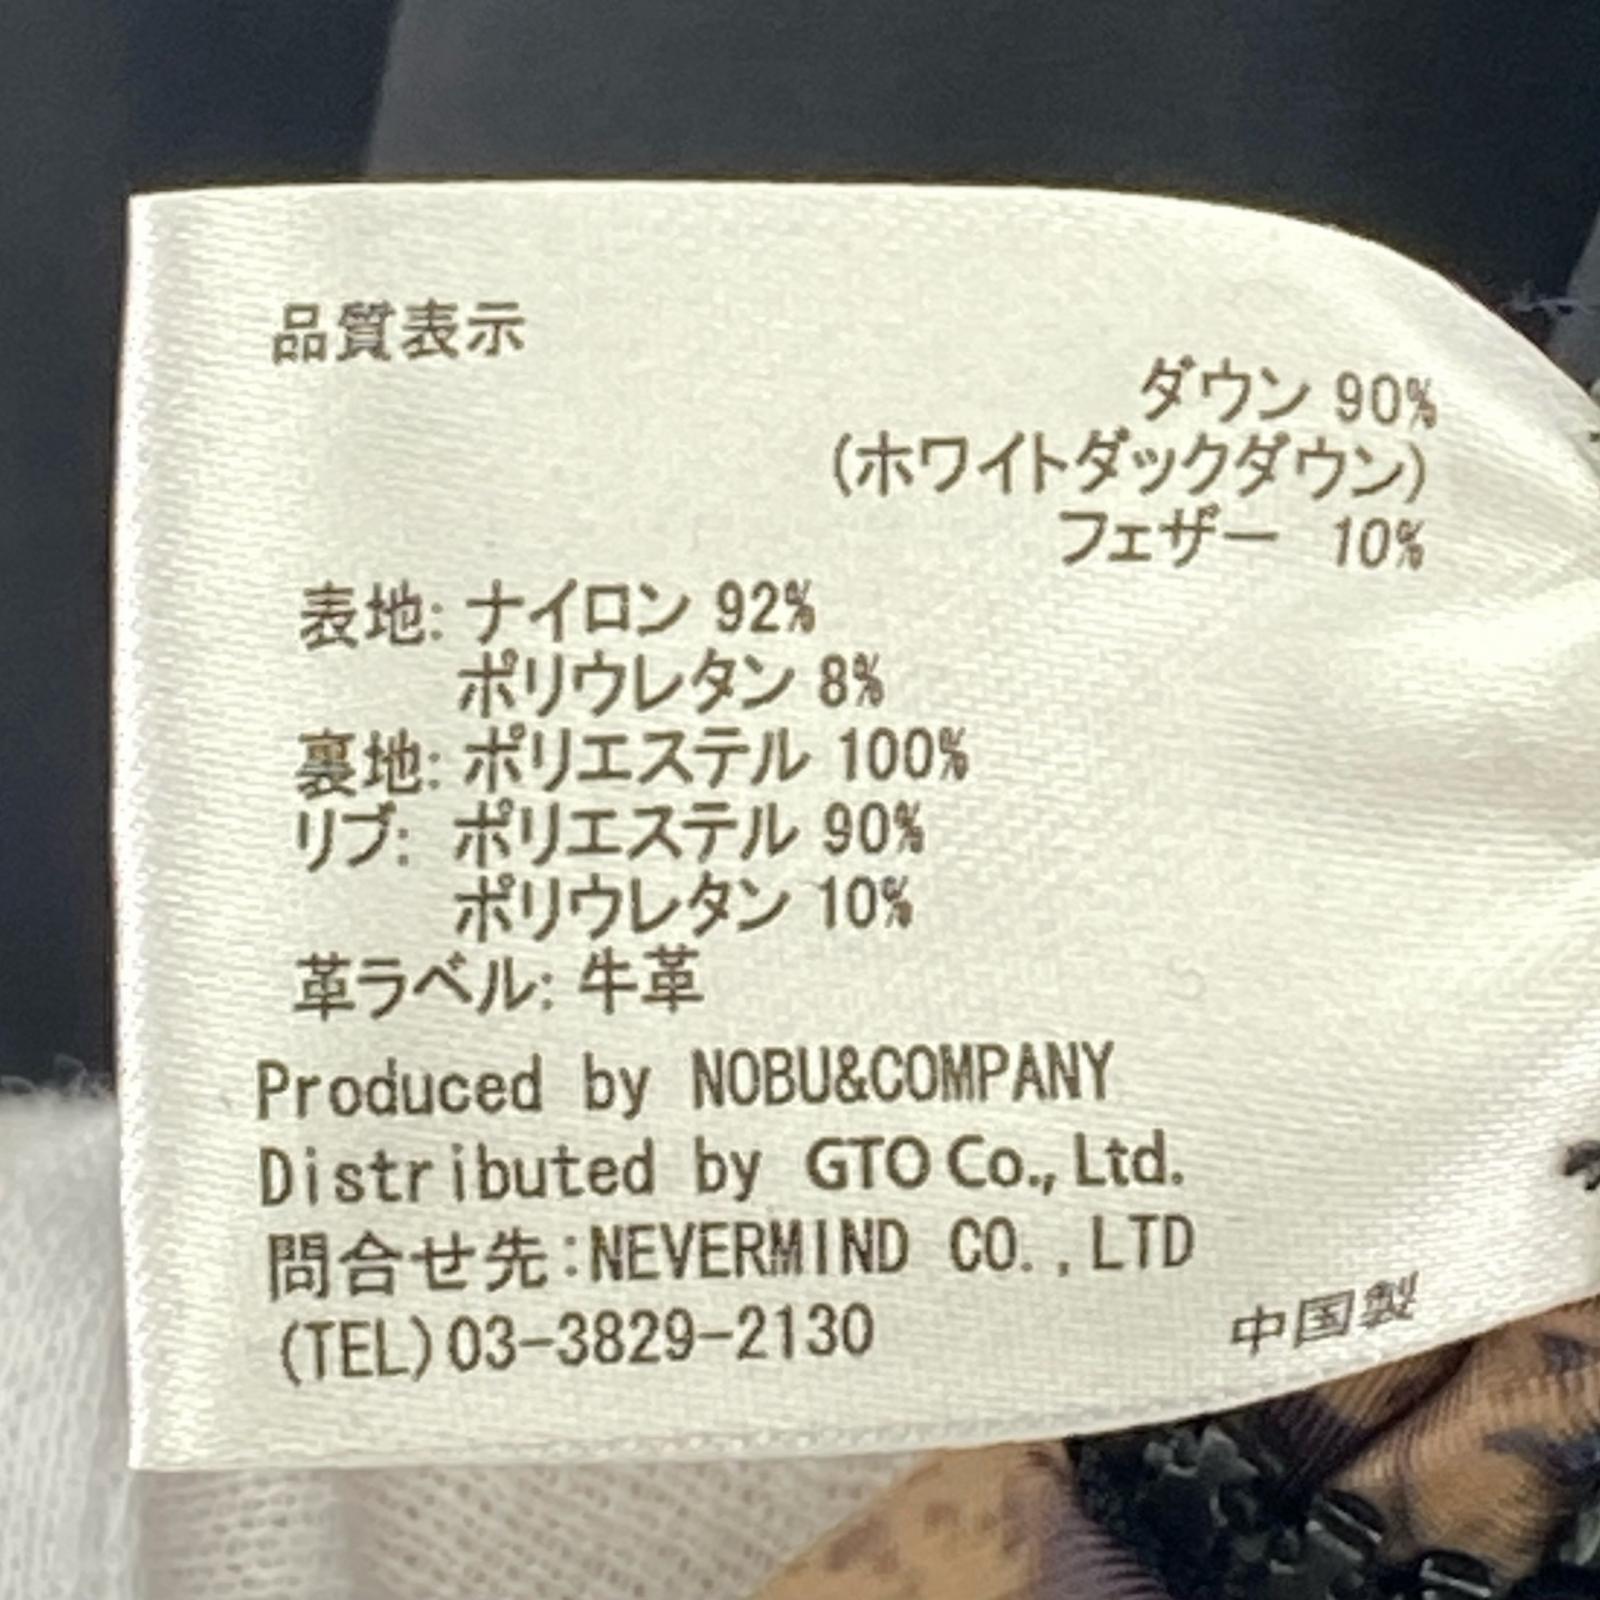 品質表示
ダウン 90%
(ホワイトダックダウン)
フェザー 10%
表地: ナイロン 92%
ポリウレタン 8%
裏地: ポリエステル 100%
リブ: ポリエステル 90%
ポリウレタン 10%
革ラベル: 牛革
Produced by NOBU&COMPANY
Distributed by GTO Co., Ltd.
問合せ先:NEVERMIND CO.,LTD
(TEL)03-3829-2130
中国製